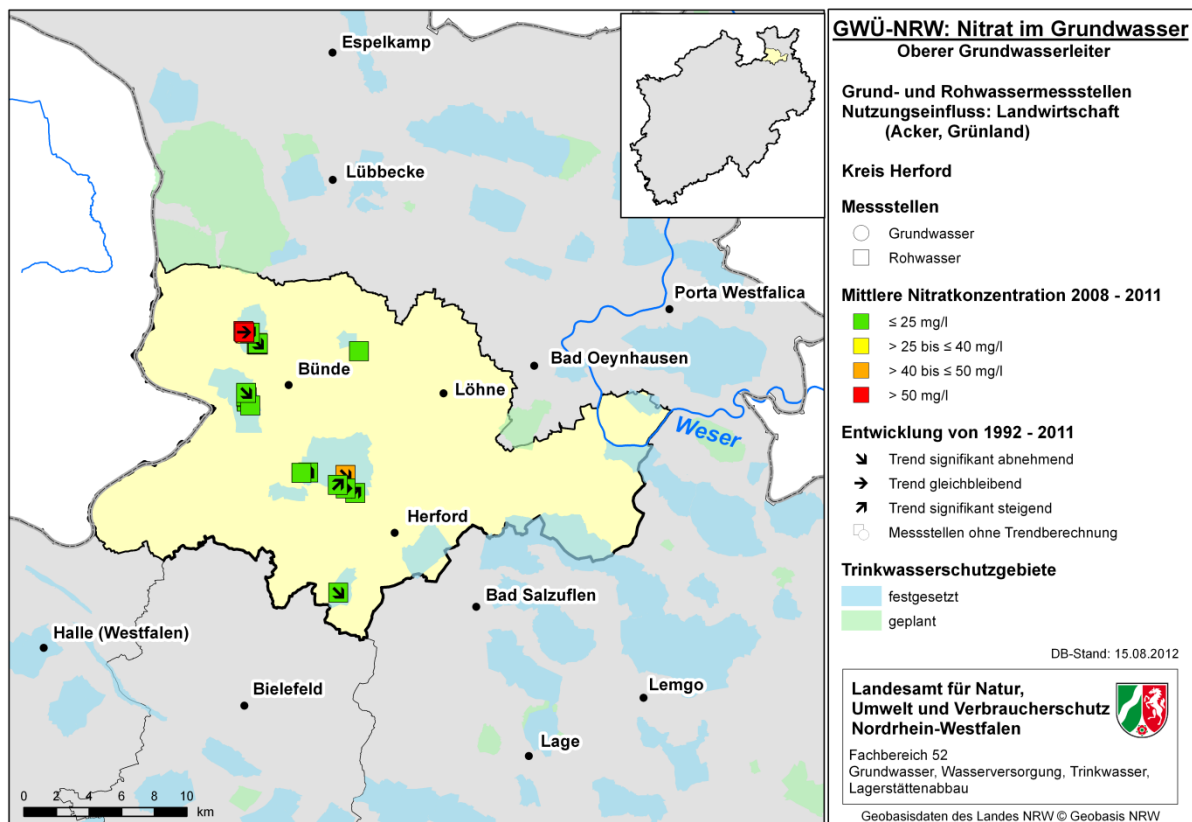 Espelkamp
Lübbecke
Porta Westfalica
Bad Oeynhausen
Bünde
Löhne
Weser
Herford
Bad Salzuflen
Halle (Westfalen)
Bielefeld
Lemgo
Lage
0 2 4 6 8 10
km
GWÜ-NRW: Nitrat im Grundwasser
Oberer Grundwasserleiter
Grund- und Rohwassermessstellen
Nutzungseinfluss: Landwirtschaft
(Acker, Grünland)
Kreis Herford
Messstellen
Grundwasser
Rohwasser
Mittlere Nitratkonzentration 2008 - 2011
≤ 25 mg/l
> 25 bis ≤ 40 mg/l
> 40 bis ≤ 50 mg/l
> 50 mg/l
Entwicklung von 1992 - 2011
Trend signifikant abnehmend
Trend gleichbleibend
Trend signifikant steigend
Messstellen ohne Trendberechnung
Trinkwasserschutzgebiete
festgesetzt
geplant
DB-Stand: 15.08.2012
Landesamt für Natur,
Umwelt und Verbraucherschutz
Nordrhein-Westfalen
Fachbereich 52
Grundwasser, Wasserversorgung, Trinkwasser,
Lagerstättenabbau
Geobasisdaten des Landes NRW © Geobasis NRW